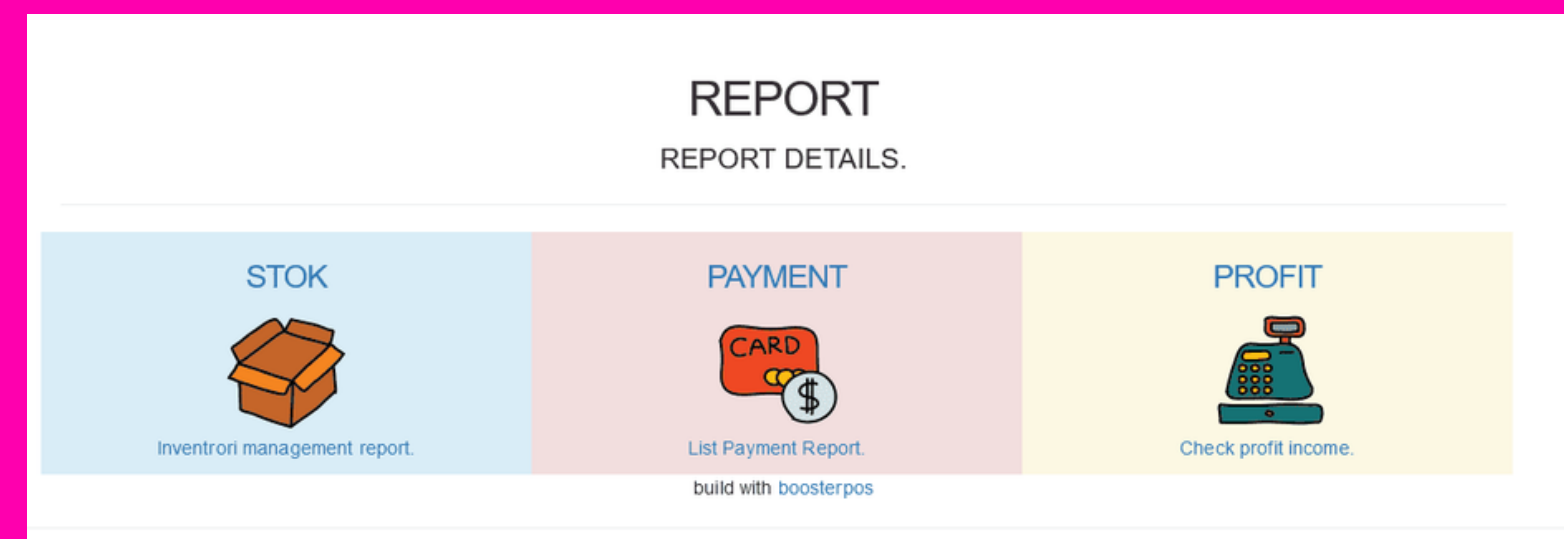 REPORT
REPORT DETAILS.
STOK
PAYMENT
PROFIT
CARD
$
Inventrori management report.
List Payment Report.
Check profit income.
build with boosterpos